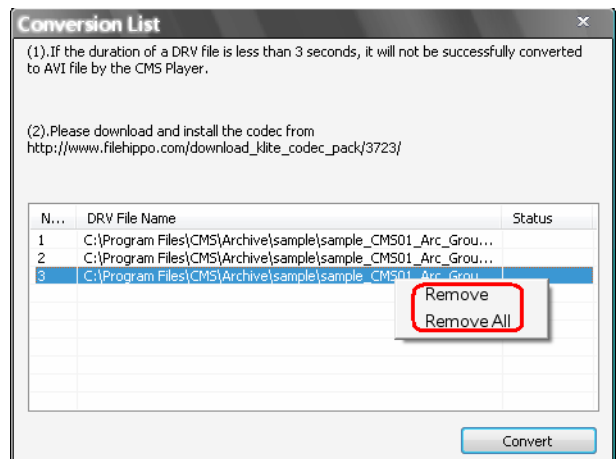 Conversion List
(1).If the duration of a DRV file is less than 3 seconds, it will not be successfully converted
to AVI file by the CMS Player.
(2).Please download and install the codec from
http://www.filehippo.com/download_klite_codec_pack/3723/
N... DRV File Name Status
1 C:\Program Files\CMS\Archive\sample\sample_CMS01_Arc_Grou...
2 C:\Program Files\CMS\Archive\sample\sample_CMS01_Arc_Grou...
3 C:\Program Files\CMS\Archive\sample\sample_CMS01_Arc_Grou...
Remove
Remove All
Convert